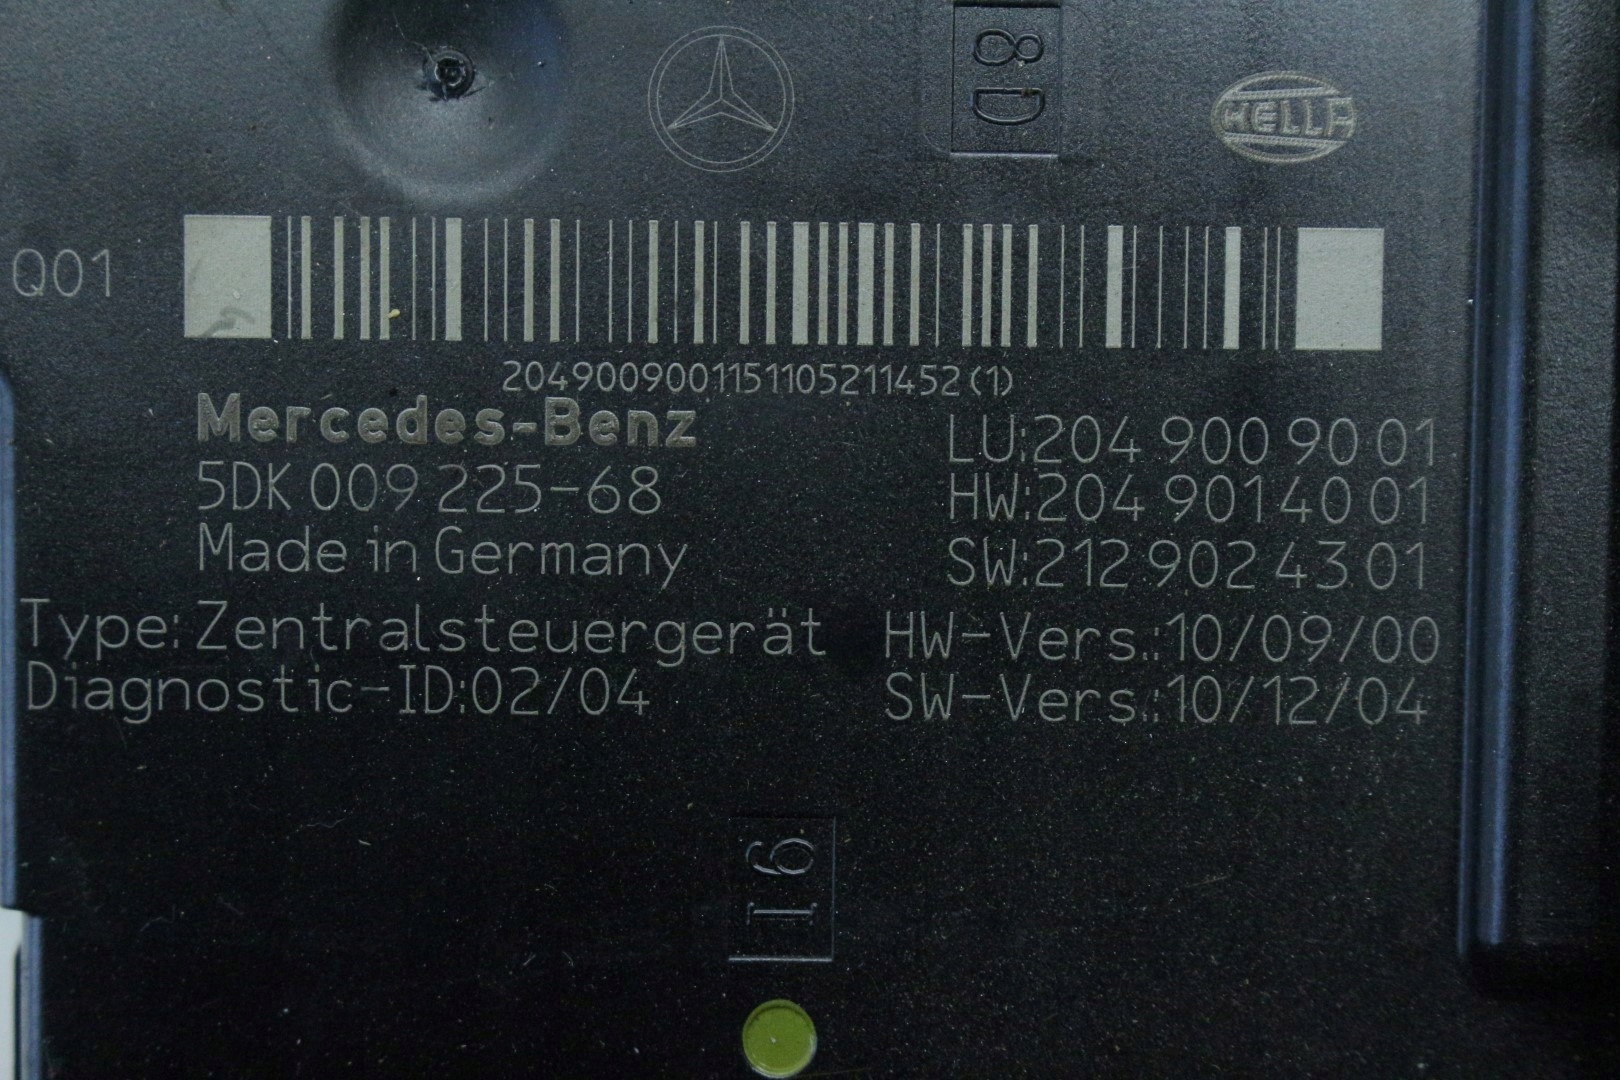 D8
HELLA
Q01
2049009001151105211452(1)
Mercedes-Benz
LU:204 900 90 01
5DK 009 225-68
HW:204 901 40 01
Made in Germany
SW:212 902 43 01
Type: Zentralsteuergerät
HW-Vers.:10/09/00
Diagnostic-ID:02/04
SW-Vers.:10/12/04
I6